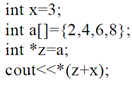 int x=3;
int a[]={2,4,6,8};
int *z=a;
cout<<*(z+x);